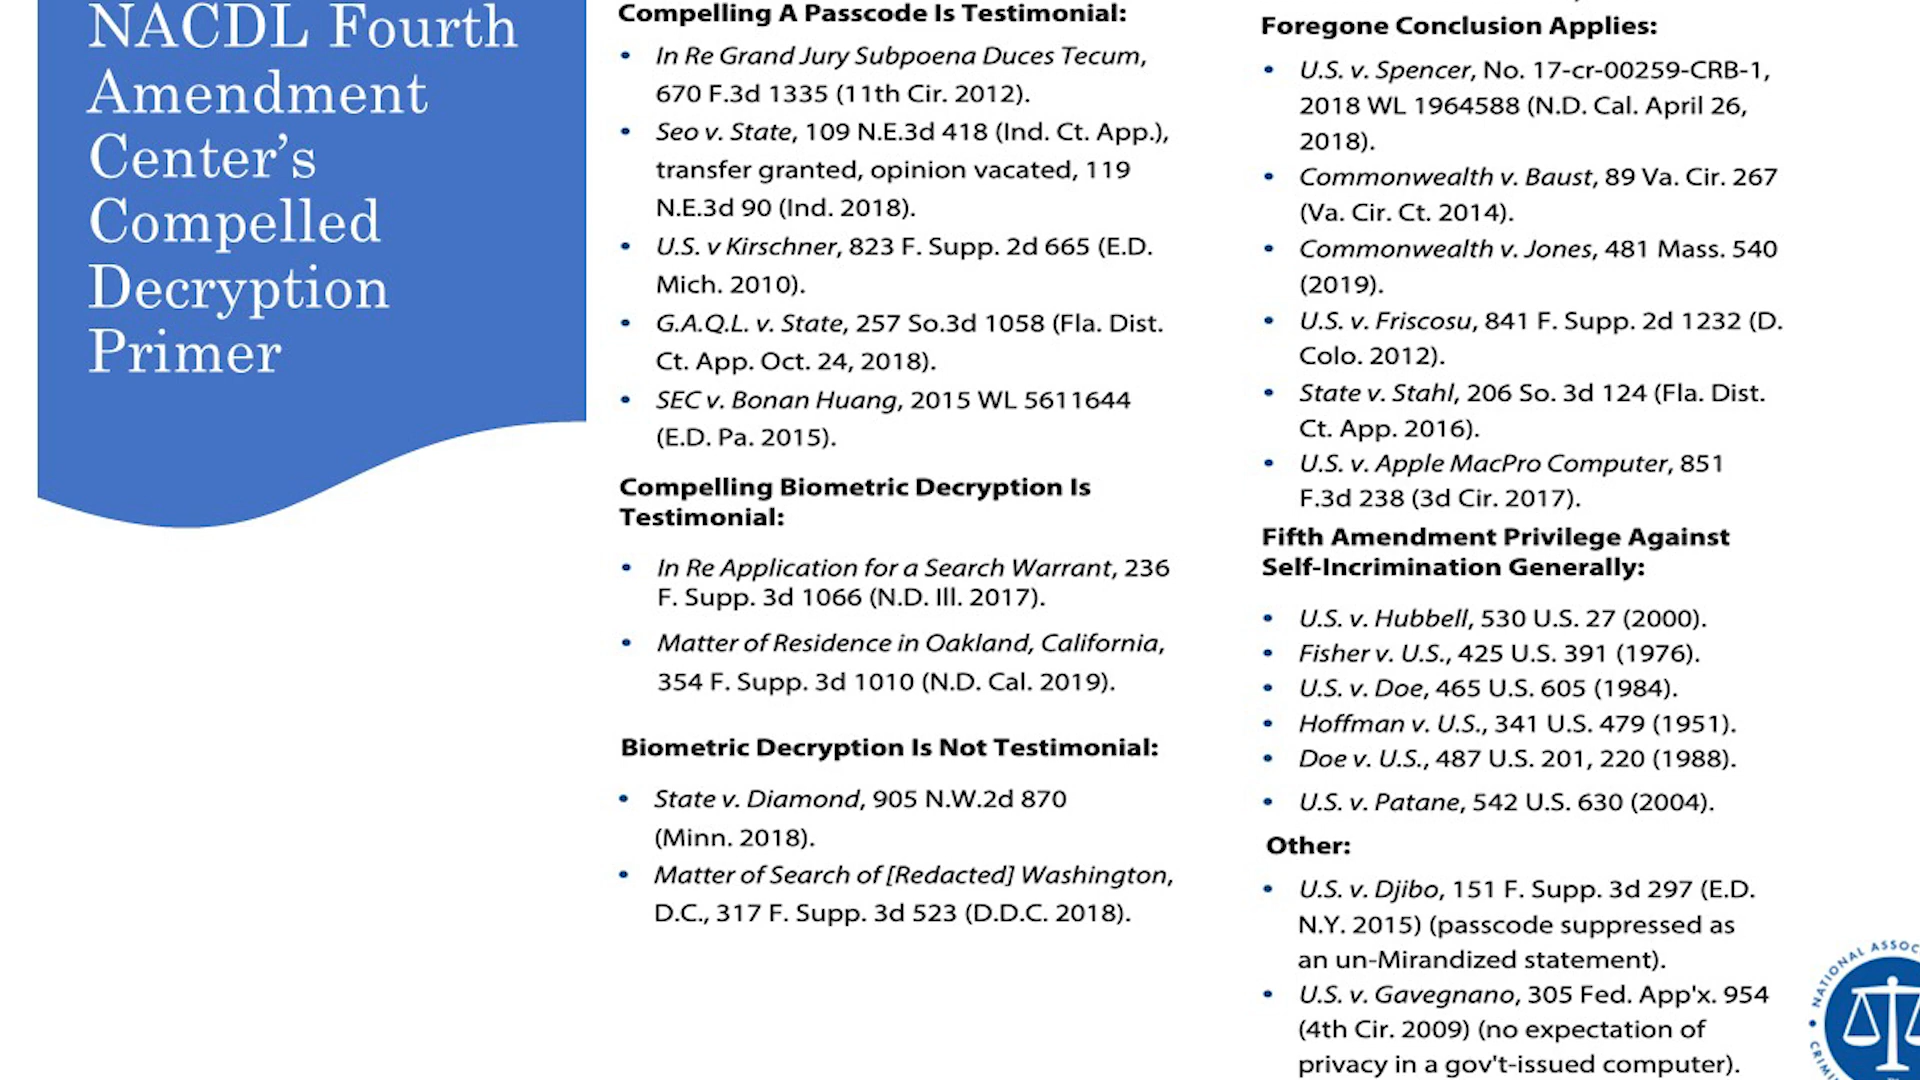 NACDL Fourth
Amendment
Center’s
Compelled
Decryption
Primer
Compelling A Passcode Is Testimonial:
• In Re Grand Jury Subpoena Duces Tecum,
670 F.3d 1335 (11th Cir. 2012).
• Seo v. State, 109 N.E.3d 418 (Ind. Ct. App.),
transfer granted, opinion vacated, 119
N.E.3d 90 (Ind. 2018).
• U.S. v Kirschner, 823 F. Supp. 2d 665 (E.D.
Mich. 2010).
• G.A.Q.L. v. State, 257 So.3d 1058 (Fla. Dist.
Ct. App. Oct. 24, 2018).
• SEC v. Bonan Huang, 2015 WL 5611644
(E.D. Pa. 2015).
Compelling Biometric Decryption Is
Testimonial:
• In Re Application for a Search Warrant, 236
F. Supp. 3d 1066 (N.D. Ill. 2017).
• Matter of Residence in Oakland, California,
354 F. Supp. 3d 1010 (N.D. Cal. 2019).
Biometric Decryption Is Not Testimonial:
• State v. Diamond, 905 N.W.2d 870
(Minn. 2018).
• Matter of Search of [Redacted] Washington,
D.C., 317 F. Supp. 3d 523 (D.D.C. 2018).
Foregone Conclusion Applies:
• U.S. v. Spencer, No. 17-cr-00259-CRB-1,
2018 WL 1964588 (N.D. Cal. April 26,
2018).
• Commonwealth v. Baust, 89 Va. Cir. 267
(Va. Cir. Ct. 2014).
• Commonwealth v. Jones, 481 Mass. 540
(2019).
• U.S. v. Friscosu, 841 F. Supp. 2d 1232 (D.
Colo. 2012).
• State v. Stahl, 206 So. 3d 124 (Fla. Dist.
Ct. App. 2016).
• U.S. v. Apple MacPro Computer, 851
F.3d 238 (3d Cir. 2017).
Fifth Amendment Privilege Against
Self-Incrimination Generally:
• U.S. v. Hubbell, 530 U.S. 27 (2000).
• Fisher v. U.S., 425 U.S. 391 (1976).
• U.S. v. Doe, 465 U.S. 605 (1984).
• Hoffman v. U.S., 341 U.S. 479 (1951).
• Doe v. U.S., 487 U.S. 201, 220 (1988).
• U.S. v. Patane, 542 U.S. 630 (2004).
Other:
• U.S. v. Djibo, 151 F. Supp. 3d 297 (E.D.
N.Y. 2015) (passcode suppressed as
an un-Mirandized statement).
• U.S. v. Gavegnano, 305 Fed. App'x. 954
(4th Cir. 2009) (no expectation of
privacy in a gov't-issued computer).
NATIONAL ASSOC
CRIMI